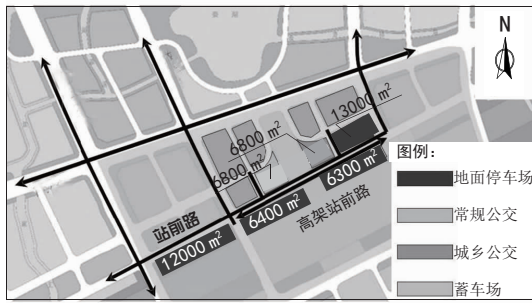 N
13000 m²
6800 m²
6800 m²
6300 m²
6400 m²
12000 m²
站前路
高架站前路
图例：
地面停车场
常规公交
城乡公交
蓄车场